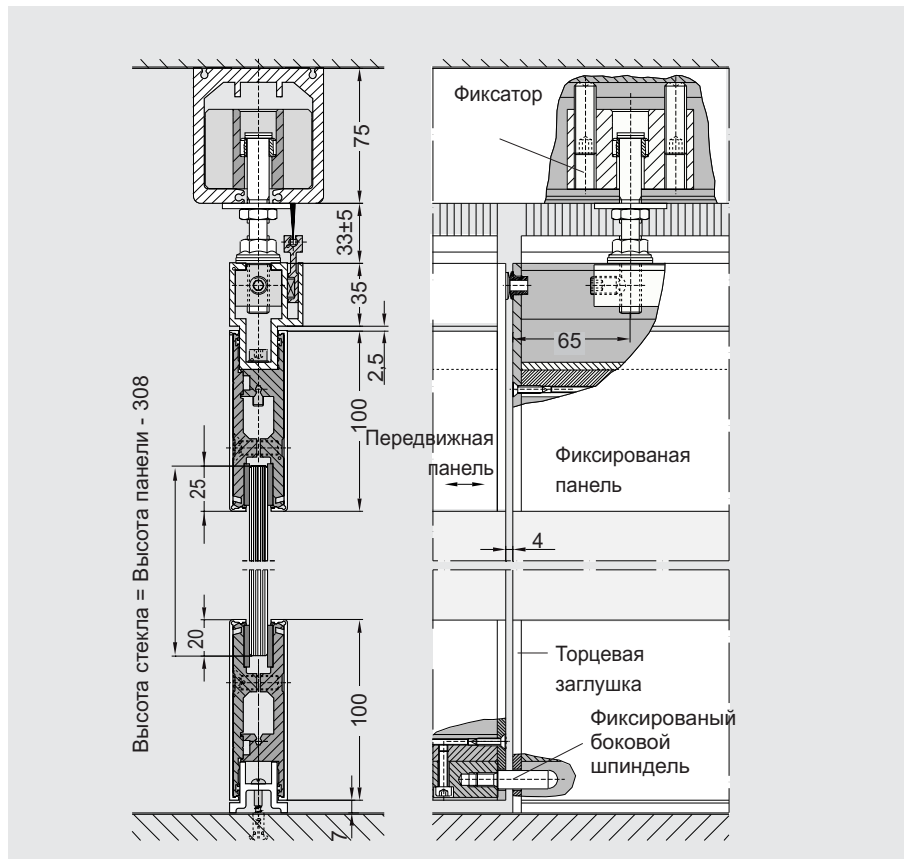 Фиксатор
75
33±5
35
65
2,5
100
Высота стекла = Высота панели - 308
25
Передвижная
панель
Фиксированая
панель
4
20
100
Торцевая
заглушка
Фиксированый
боковой
шпиндель
7